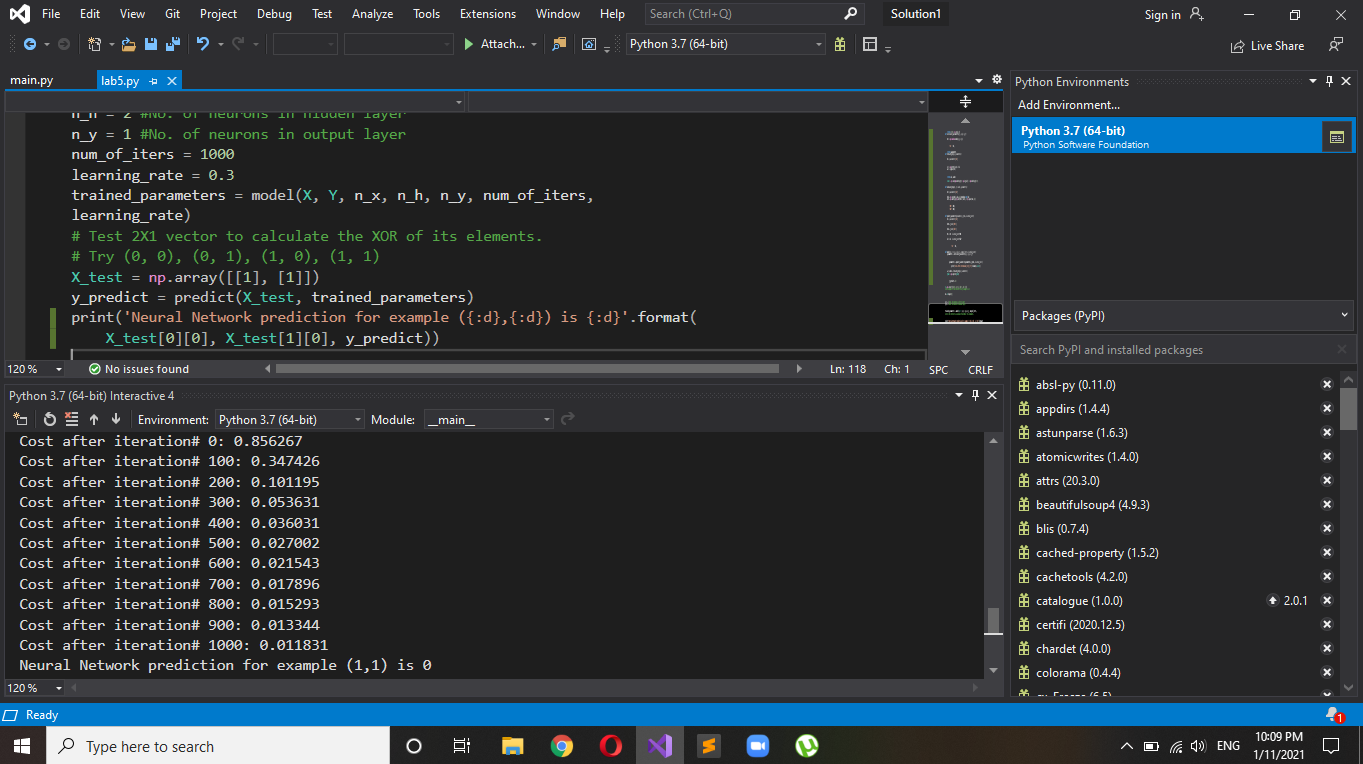 File Edit View Git Project Debug Test Analyze Tools Extensions Window Help Search (Ctrl+Q) Solution1 Sign in
Attach... Python 3.7 (64-bit) Live Share
main.py lab5.py
n_h = 2 #No. of neurons in hidden layer
n_y = 1 #No. of neurons in output layer
num_of_iters = 1000
learning_rate = 0.3
trained_parameters = model(X, Y, n_x, n_h, n_y, num_of_iters,
learning_rate)
# Test 2X1 vector to calculate the XOR of its elements.
# Try (0, 0), (0, 1), (1, 0), (1, 1)
X_test = np.array([[1], [1]])
y_predict = predict(X_test, trained_parameters)
print('Neural Network prediction for example ({:d},{:d}) is {:d}'.format(
X_test[0][0], X_test[1][0], y_predict))
120 % No issues found Ln: 118 Ch: 1 SPC CRLF
Python 3.7 (64-bit) Interactive 4
Environment: Python 3.7 (64-bit) Module: __main__
Cost after iteration# 0: 0.856267
Cost after iteration# 100: 0.347426
Cost after iteration# 200: 0.101195
Cost after iteration# 300: 0.053631
Cost after iteration# 400: 0.036031
Cost after iteration# 500: 0.027002
Cost after iteration# 600: 0.021543
Cost after iteration# 700: 0.017896
Cost after iteration# 800: 0.015293
Cost after iteration# 900: 0.013344
Cost after iteration# 1000: 0.011831
Neural Network prediction for example (1,1) is 0
120 %
Python Environments
Add Environment...
Python 3.7 (64-bit)
Python Software Foundation
Packages (PyPI)
Search PyPI and installed packages
absl-py (0.11.0)
appdirs (1.4.4)
astunparse (1.6.3)
atomicwrites (1.4.0)
attrs (20.3.0)
beautifulsoup4 (4.9.3)
blis (0.7.4)
cached-property (1.5.2)
cachetools (4.2.0)
catalogue (1.0.0) 2.0.1
certifi (2020.12.5)
chardet (4.0.0)
colorama (0.4.4)
cx-Freeze (6.5)
Ready 1
Type here to search ENG 10:09 PM
1/11/2021